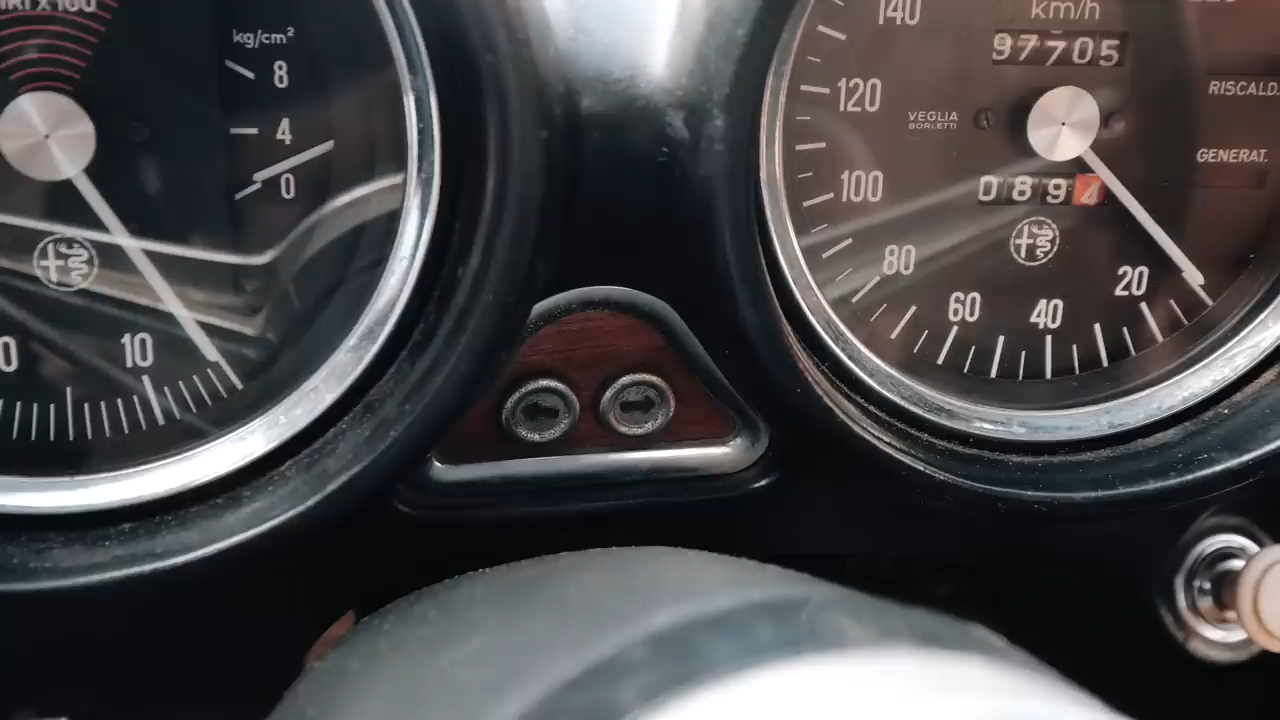 kg/cm²
8
4
0
10
140
120
100
80
60
40
20
km/h
97705
VEGLIA
BORLETTI
0894
RISCALD.
GENERAT.